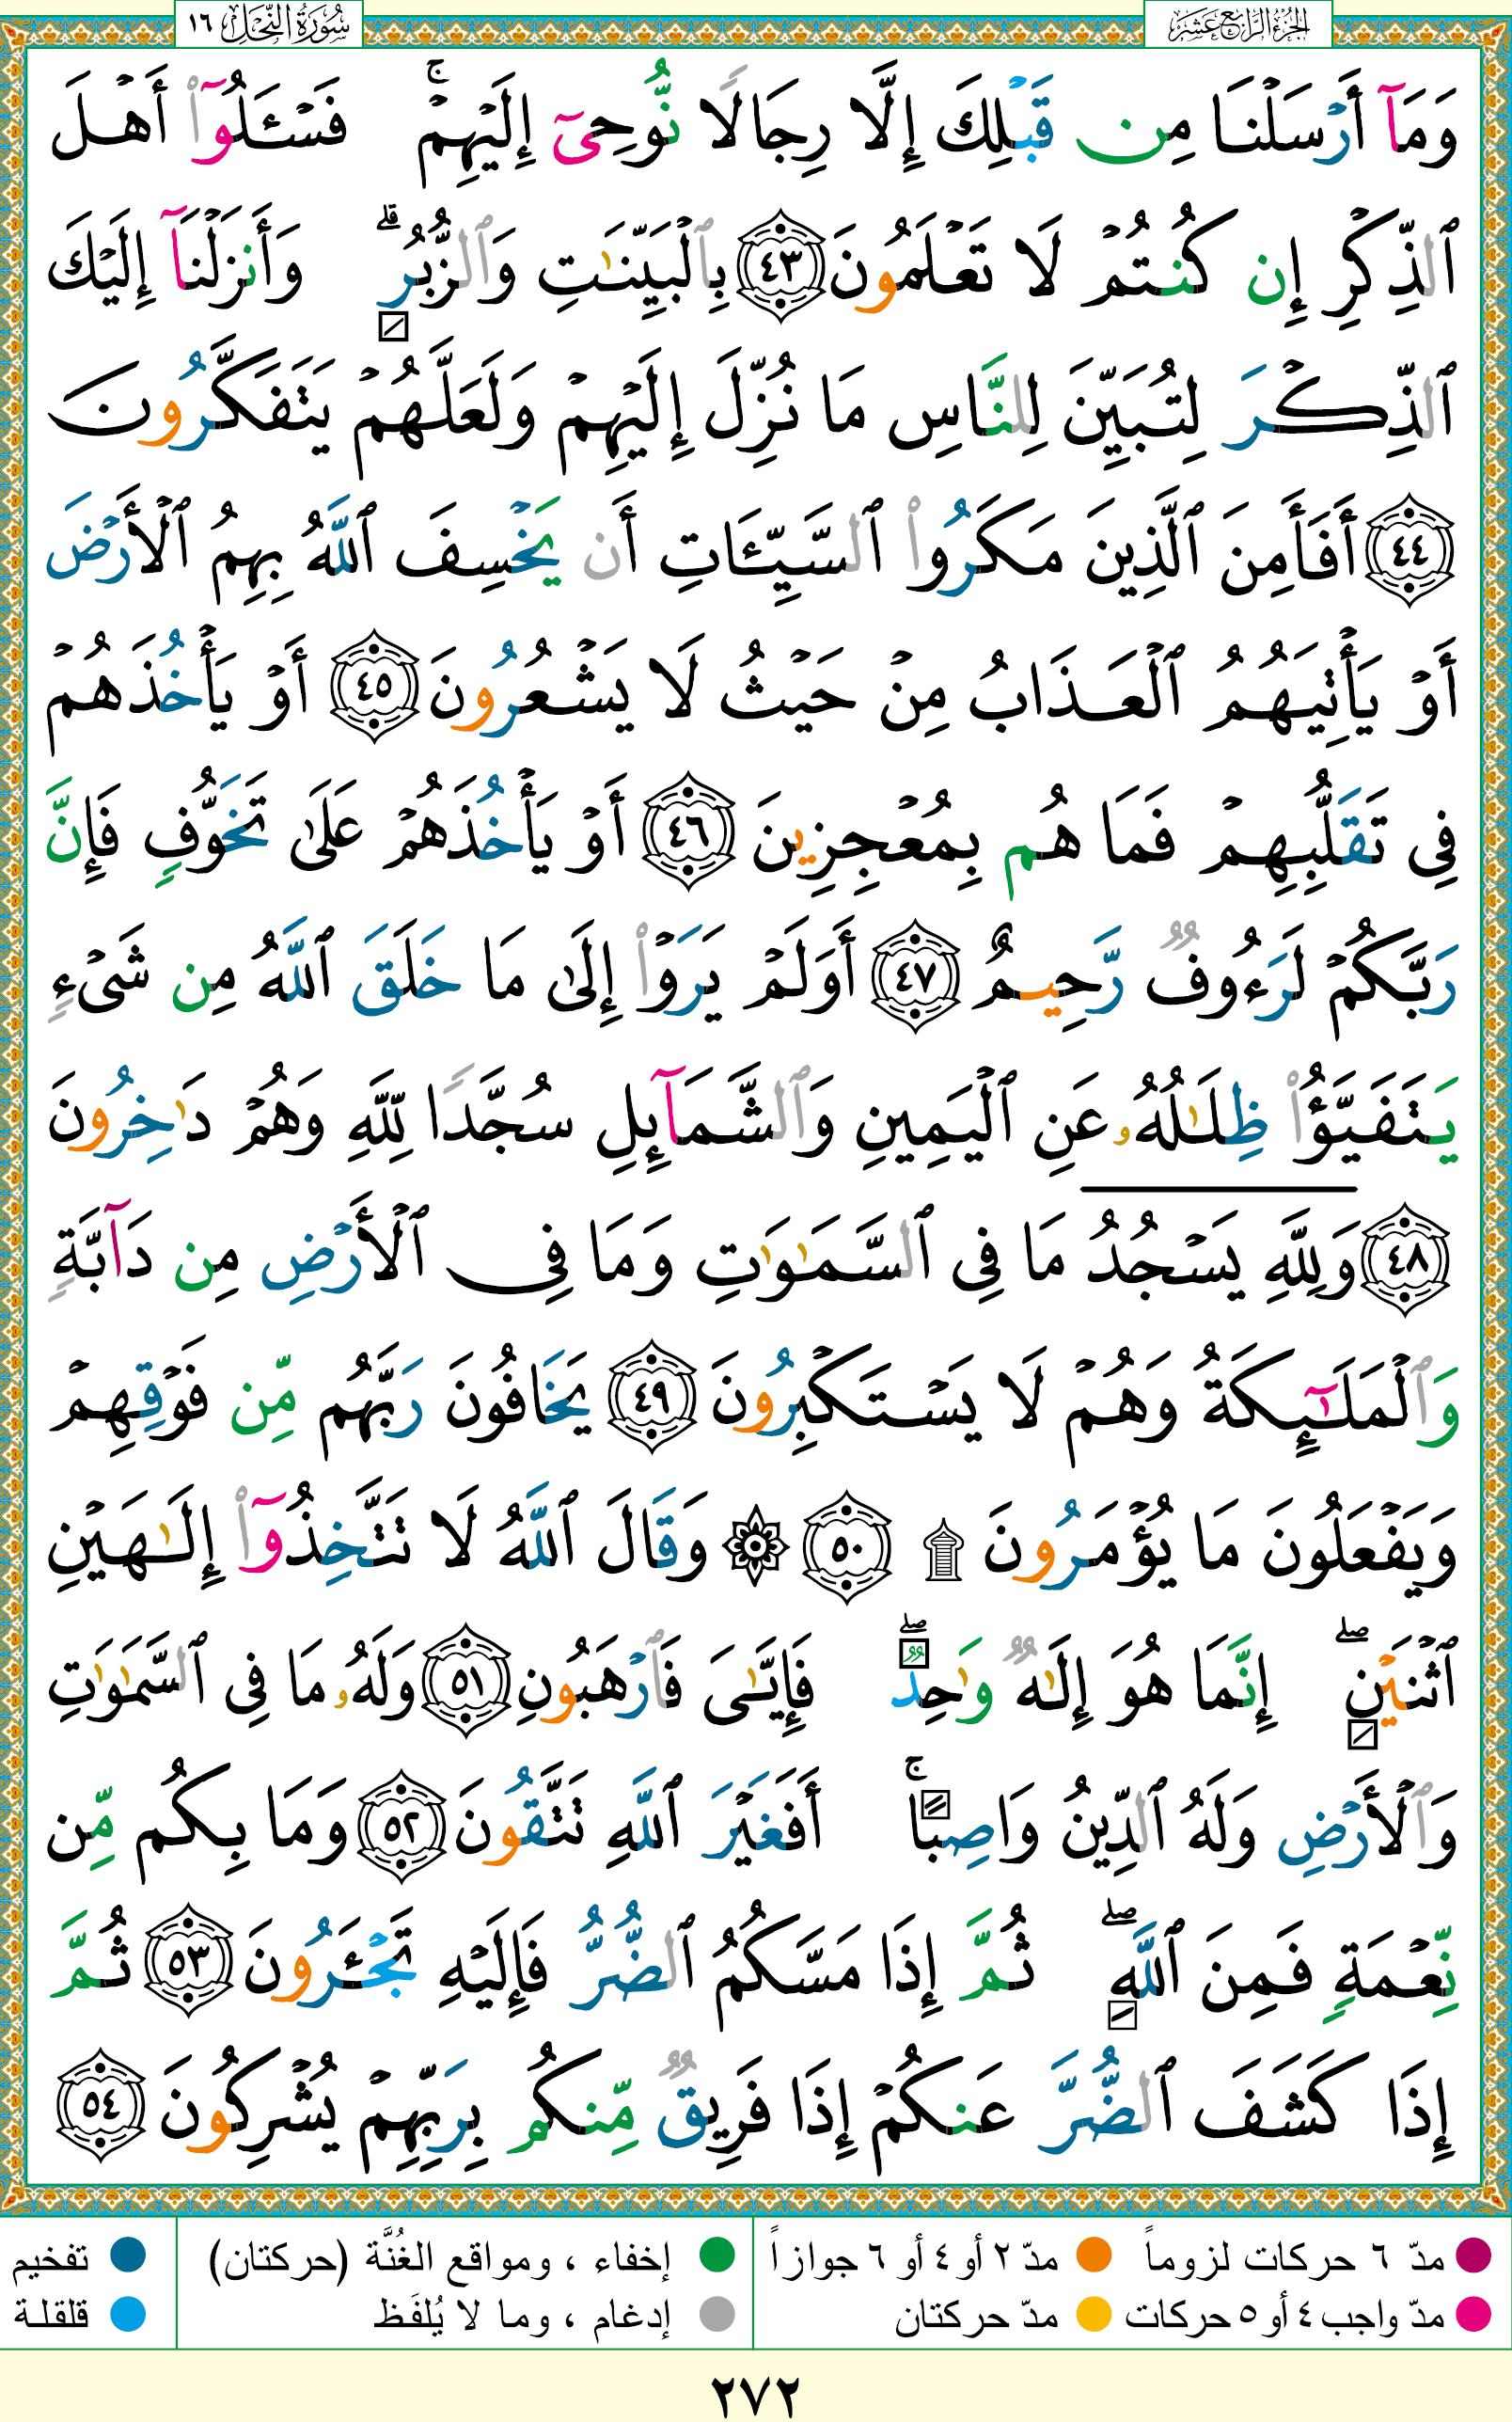 الجزء الرابع عشر
سورة النحل ١٦
وَمَآ أَرْسَلْنَا مِن قَبْلِكَ إِلَّا رِجَالًا نُّوحِىٓ إِلَيْهِمْ ۚ فَسْـَٔلُوٓا۟ أَهْلَ
ٱلذِّكْرِ إِن كُنتُمْ لَا تَعْلَمُونَ ٤٣ بِٱلْبَيِّنَـٰتِ وَٱلزُّبُرِ ۗ وَأَنزَلْنَآ إِلَيْكَ
ٱلذِّكْرَ لِتُبَيِّنَ لِلنَّاسِ مَا نُزِّلَ إِلَيْهِمْ وَلَعَلَّهُمْ يَتَفَكَّرُونَ
٤٤ أَفَأَمِنَ ٱلَّذِينَ مَكَرُوا۟ ٱلسَّيِّـَٔاتِ أَن يَخْسِفَ ٱللَّهُ بِهِمُ ٱلْأَرْضَ
أَوْ يَأْتِيَهُمُ ٱلْعَذَابُ مِنْ حَيْثُ لَا يَشْعُرُونَ ٤٥ أَوْ يَأْخُذَهُمْ
فِى تَقَلُّبِهِمْ فَمَا هُم بِمُعْجِزِينَ ٤٦ أَوْ يَأْخُذَهُمْ عَلَىٰ تَخَوُّفٍ فَإِنَّ
رَبَّكُمْ لَرَءُوفٌ رَّحِيمٌ ٤٧ أَوَلَمْ يَرَوْا۟ إِلَىٰ مَا خَلَقَ ٱللَّهُ مِن شَىْءٍ
يَتَفَيَّؤُا۟ ظِلَـٰلُهُۥ عَنِ ٱلْيَمِينِ وَٱلشَّمَآئِلِ سُجَّدًا لِّلَّهِ وَهُمْ دَٰخِرُونَ
٤٨ وَلِلَّهِ يَسْجُدُ مَا فِى ٱلسَّمَـٰوَٰتِ وَمَا فِى ٱلْأَرْضِ مِن دَآبَّةٍ
وَٱلْمَلَـٰٓئِكَةُ وَهُمْ لَا يَسْتَكْبِرُونَ ٤٩ يَخَافُونَ رَبَّهُم مِّن فَوْقِهِمْ
وَيَفْعَلُونَ مَا يُؤْمَرُونَ ۩ ٥٠ ۞ وَقَالَ ٱللَّهُ لَا تَتَّخِذُوٓا۟ إِلَـٰهَيْنِ
ٱثْنَيْنِ ۖ إِنَّمَا هُوَ إِلَـٰهٌ وَٰحِدٌ ۖ فَإِيَّـٰىَ فَٱرْهَبُونِ ٥١ وَلَهُۥ مَا فِى ٱلسَّمَـٰوَٰتِ
وَٱلْأَرْضِ وَلَهُ ٱلدِّينُ وَاصِبًا ۚ أَفَغَيْرَ ٱللَّهِ تَتَّقُونَ ٥٢ وَمَا بِكُم مِّن
نِّعْمَةٍ فَمِنَ ٱللَّهِ ۖ ثُمَّ إِذَا مَسَّكُمُ ٱلضُّرُّ فَإِلَيْهِ تَجْـَٔرُونَ ٥٣ ثُمَّ
إِذَا كَشَفَ ٱلضُّرَّ عَنكُمْ إِذَا فَرِيقٌ مِّنكُم بِرَبِّهِمْ يُشْرِكُونَ ٥٤
مدّ ٦ حركات لزوماً مدّ ٢ أو ٤ أو ٦ جوازاً إخفاء ، ومواقع الغُنَّة (حركتان) تفخيم
مدّ واجب ٤ أو ٥ حركات مدّ حركتان إدغام ، وما لا يُلفَظ قلقلة
٢٧٢